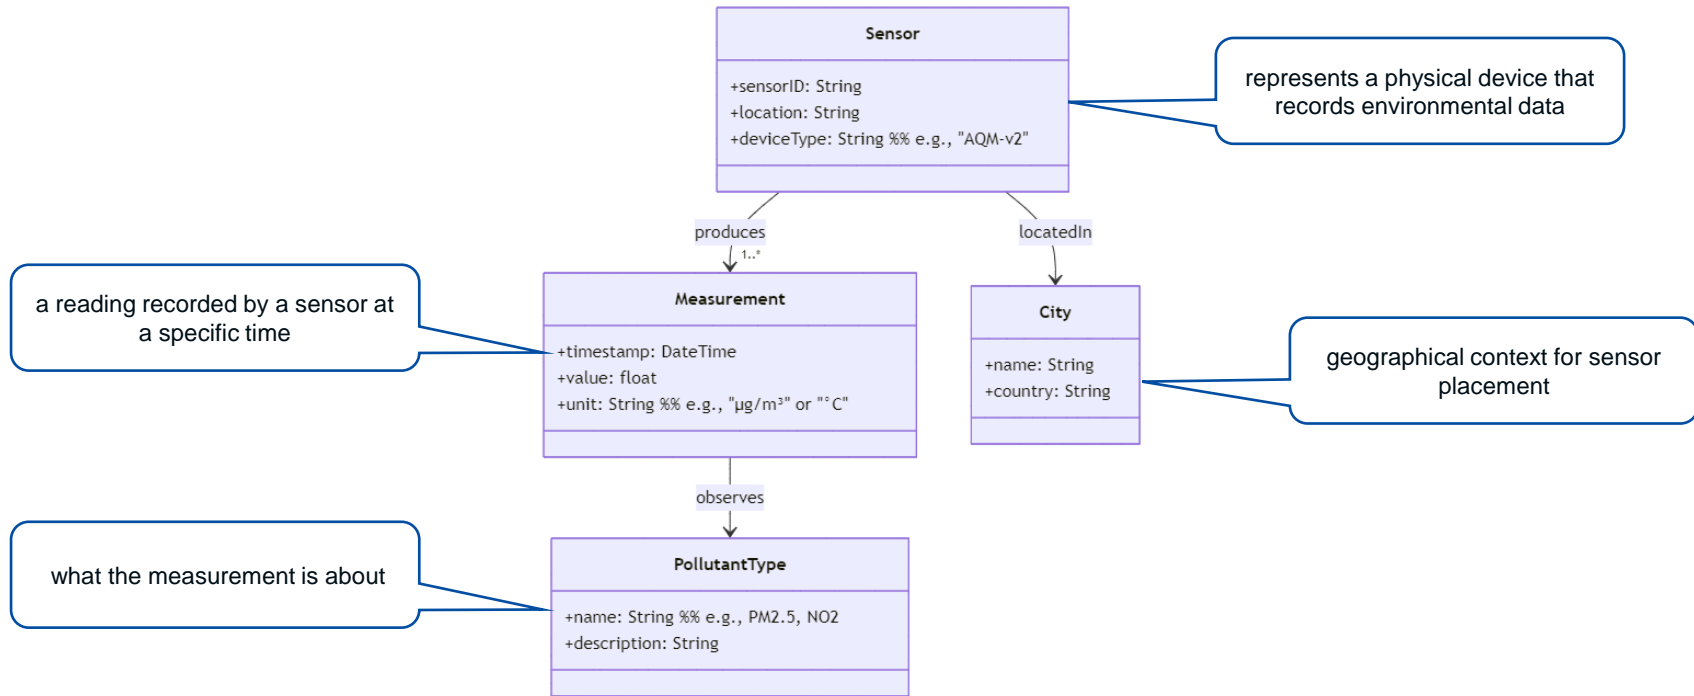 Sensor
+sensorID: String
+location: String
+deviceType: String %% e.g., "AQM-v2"
represents a physical device that
records environmental data
produces
1..*
locatedIn
a reading recorded by a sensor at
a specific time
Measurement
+timestamp: DateTime
+value: float
+unit: String %% e.g., "µg/m³" or "°C"
City
+name: String
+country: String
geographical context for sensor
placement
observes
what the measurement is about
PollutantType
+name: String %% e.g., PM2.5, NO2
+description: String